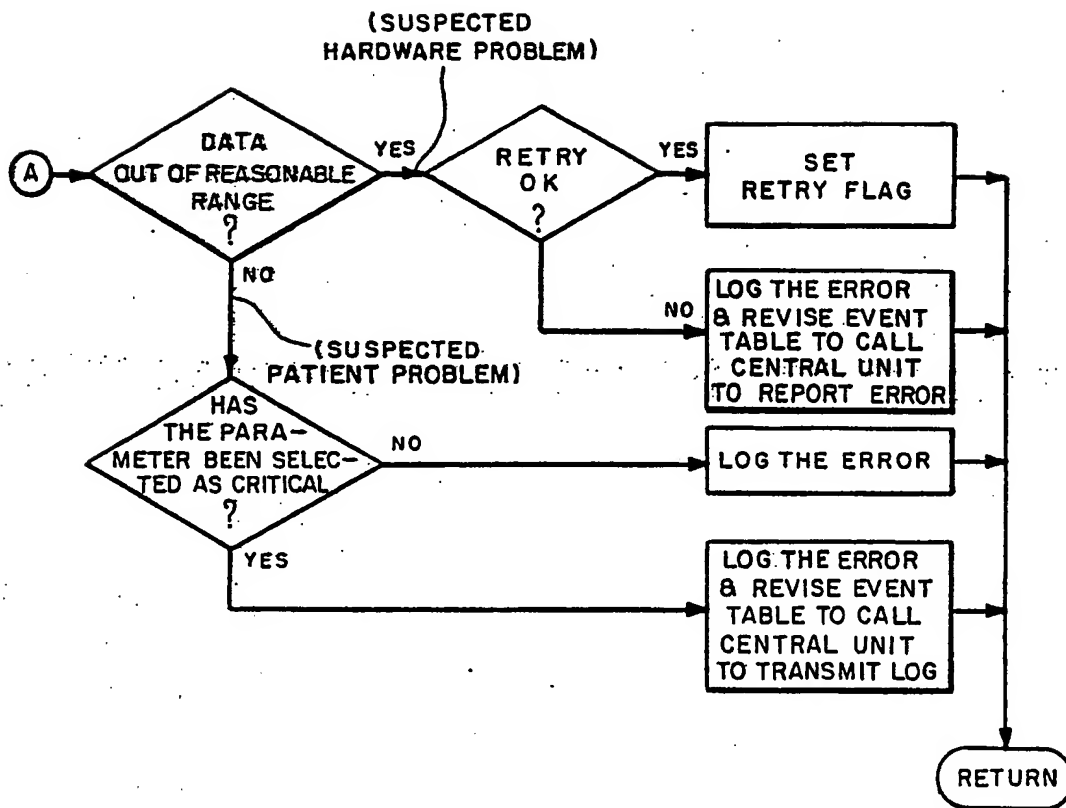 (SUSPECTED
HARDWARE PROBLEM)
A
DATA
OUT OF REASONABLE
RANGE
?
YES
RETRY
OK
?
YES
SET
RETRY FLAG
NO
(SUSPECTED
PATIENT PROBLEM)
NO
LOG THE ERROR
& REVISE EVENT
TABLE TO CALL
CENTRAL UNIT
TO REPORT ERROR
HAS
THE PARA-
METER BEEN SELEC-
TED AS CRITICAL
?
NO
LOG THE ERROR
YES
LOG THE ERROR
& REVISE EVENT
TABLE TO CALL
CENTRAL UNIT
TO TRANSMIT LOG
RETURN